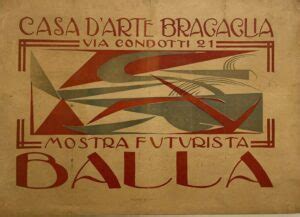 CASA D'ARTE BRAGAGLIA
VIA CONDOTTI 21
MOSTRA FUTURISTA
BALLA